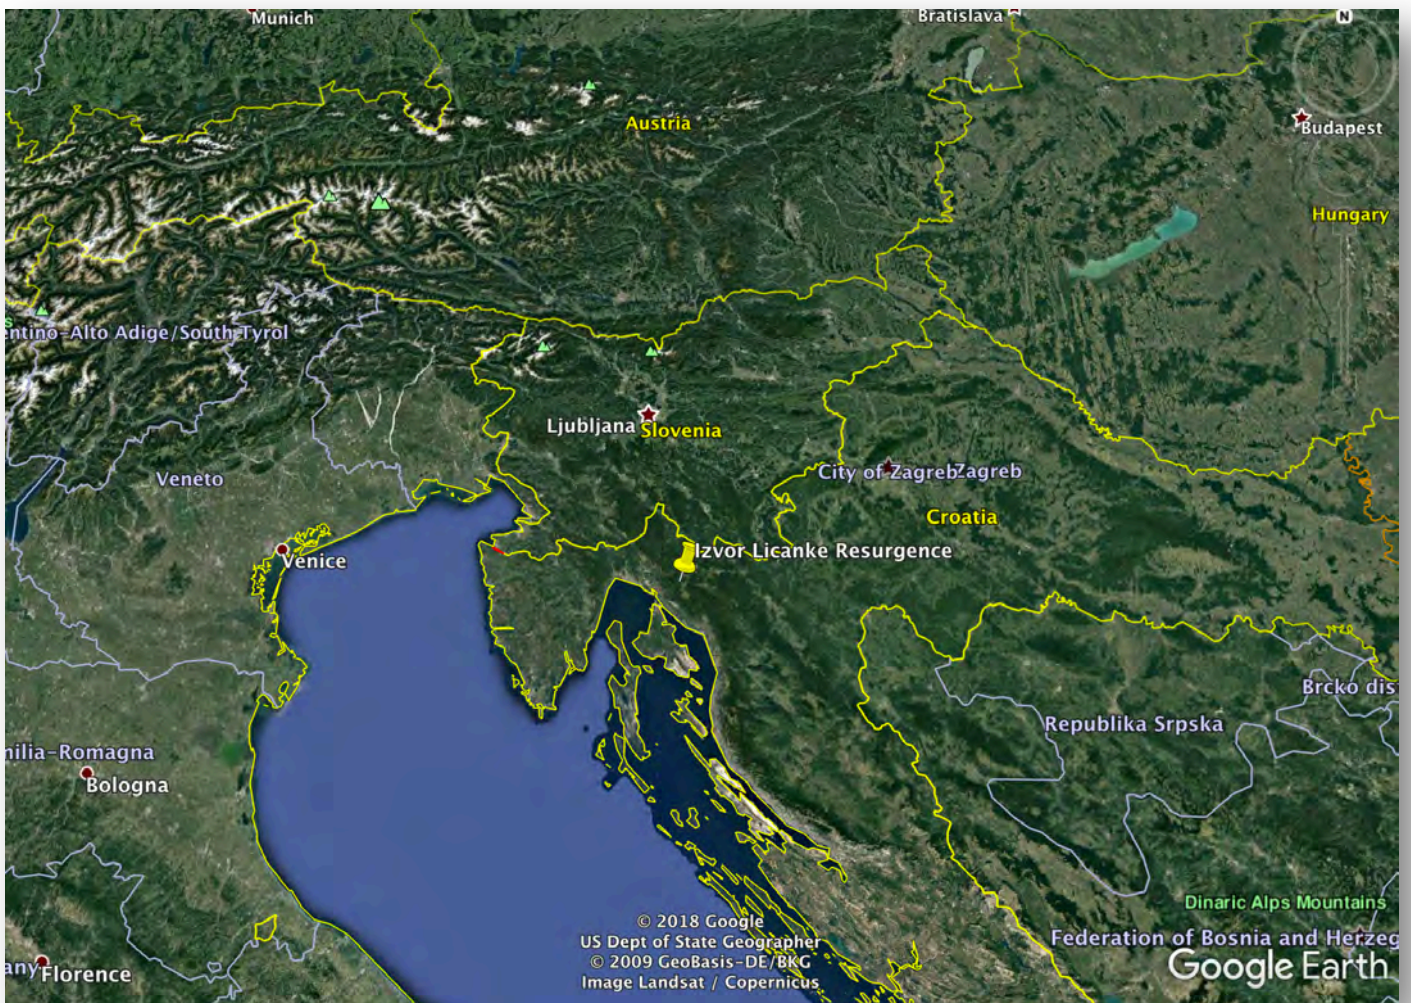 Munich
Bratislava
N
Austria
Budapest
Hungary
entino-Alto Adige/South Tyrol
Ljubljana
Slovenia
Veneto
City of Zagreb
Zagreb
Croatia
Izvor Licanke Resurgence
Venice
Brcko dis
Republika Srpska
milia-Romagna
Bologna
Dinaric Alps Mountains
© 2018 Google
US Dept of State Geographer
© 2009 GeoBasis-DE/BKG
Image Landsat / Copernicus
Federation of Bosnia and Herzeg
any
Florence
Google Earth